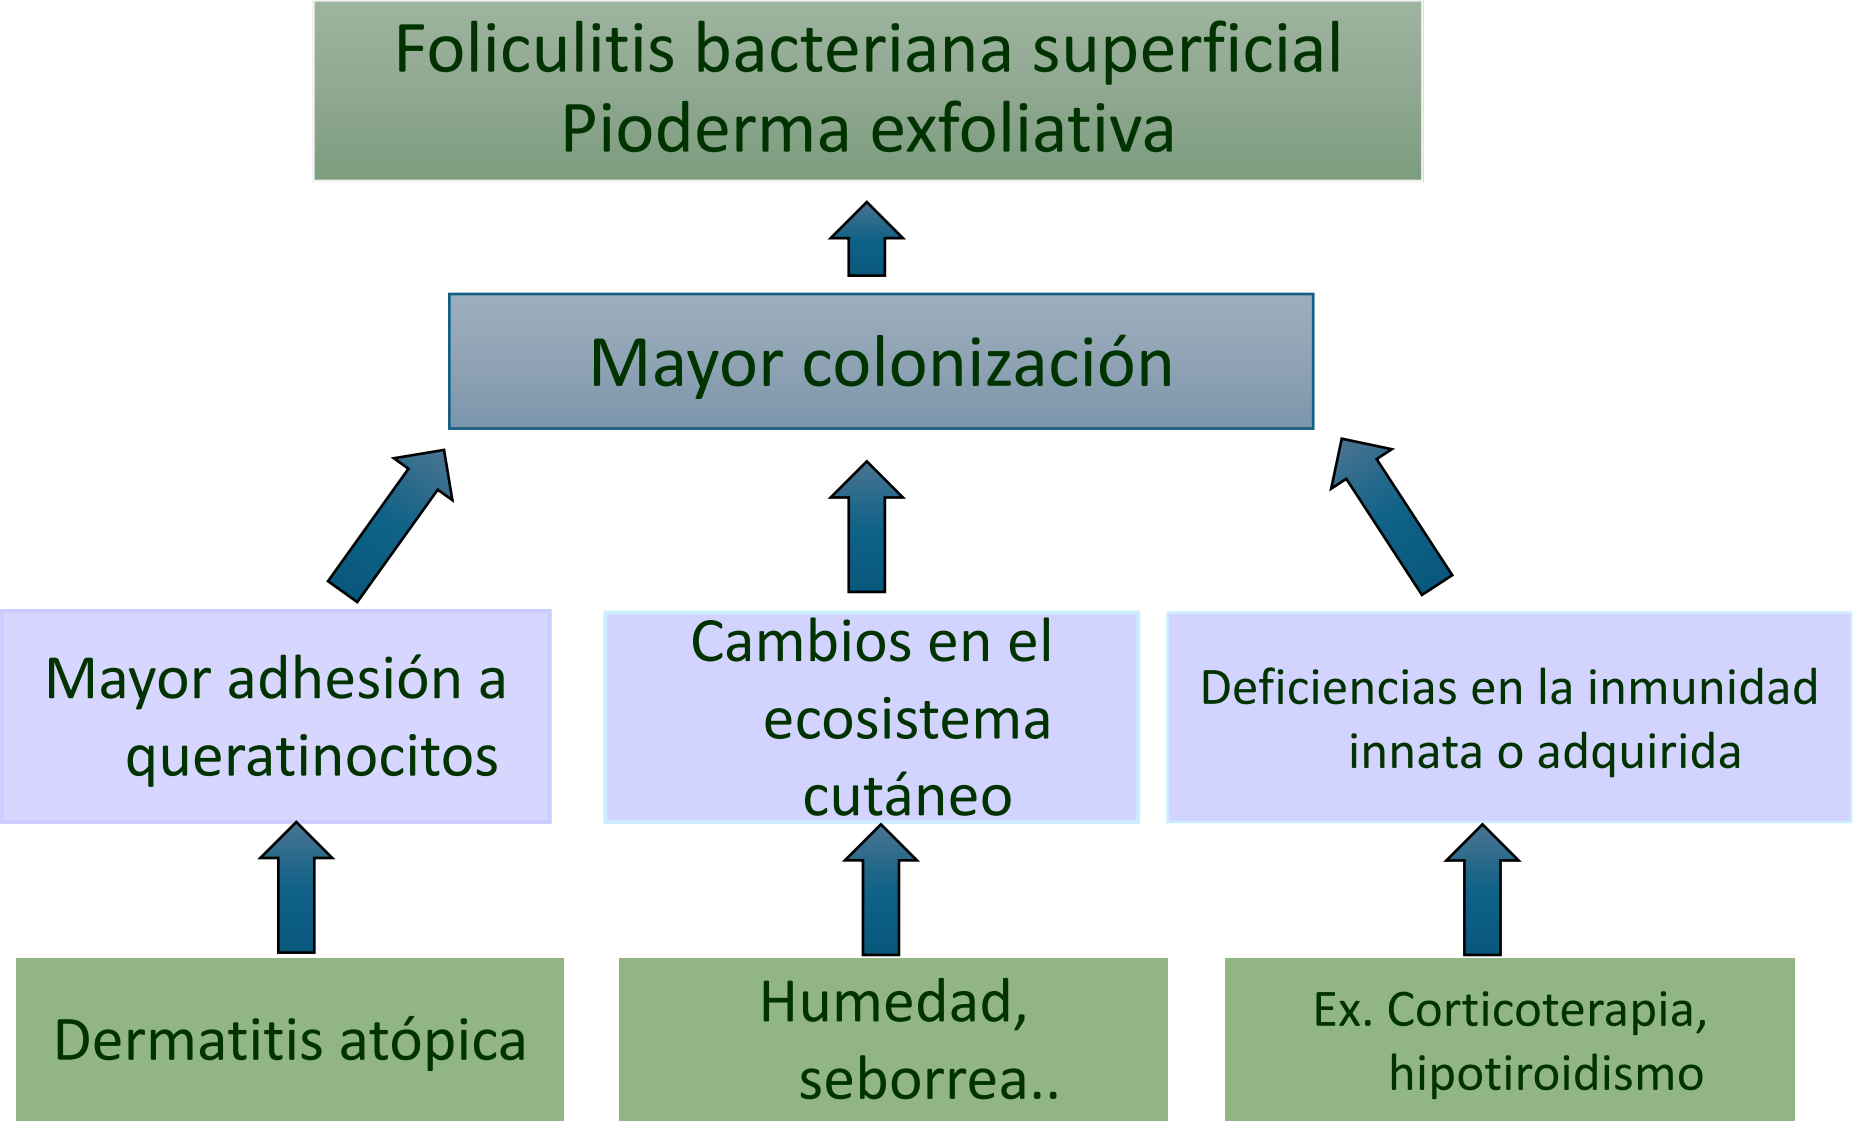 Foliculitis bacteriana superficial
Pioderma exfoliativa
Mayor colonización
Mayor adhesión a
queratinocitos
Cambios en el
ecosistema
cutáneo
Deficiencias en la inmunidad
innata o adquirida
Dermatitis atópica
Humedad,
seborrea..
Ex. Corticoterapia,
hipotiroidismo